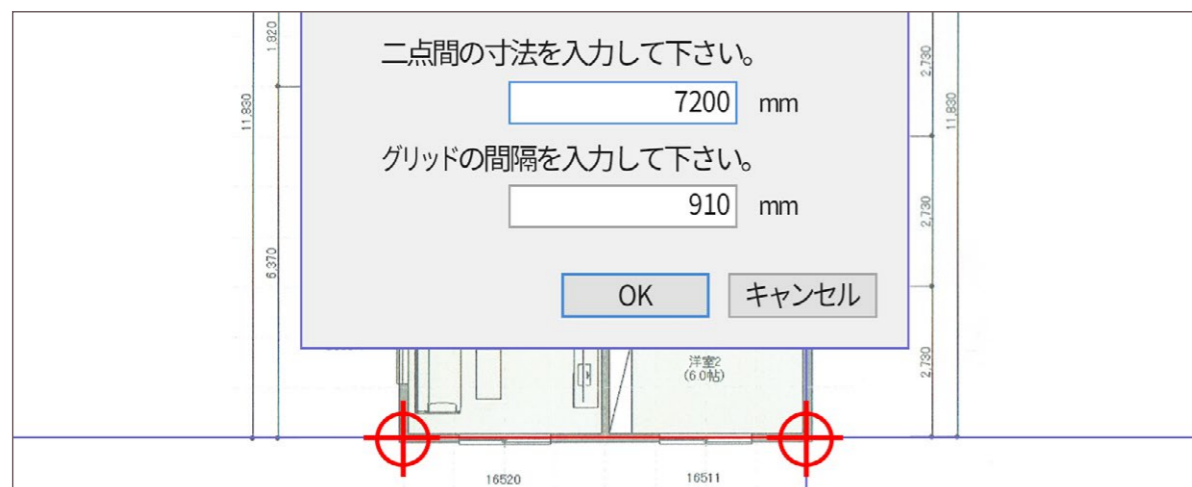 1,820
二点間の寸法を入力して下さい。
2,730
7200 mm
11,830
11,830
グリッドの間隔を入力して下さい。
910 mm
2,730
6,370
OK
キャンセル
洋室2
(6 0帖)
2,730
16520
16511